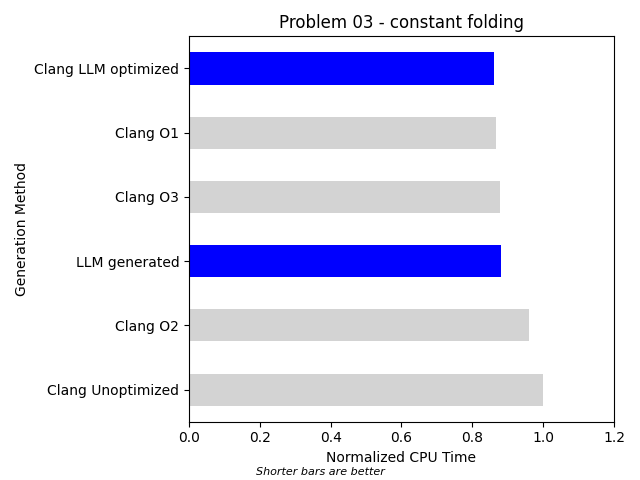 Problem 03 - constant folding
Clang LLM optimized
Clang O1
Clang O3
LLM generated
Clang O2
Clang Unoptimized
Generation Method
0.0 0.2 0.4 0.6 0.8 1.0 1.2
Normalized CPU Time
Shorter bars are better